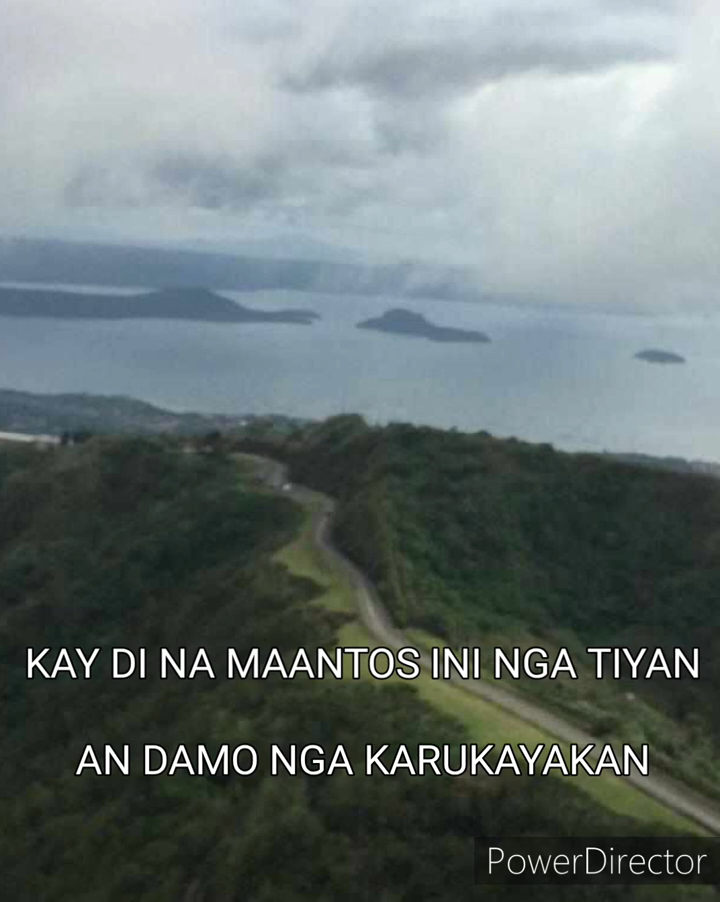 KAY DI NA MAANTOS INI NGA TIYAN
AN DAMO NGA KARUKAYAKAN
PowerDirector